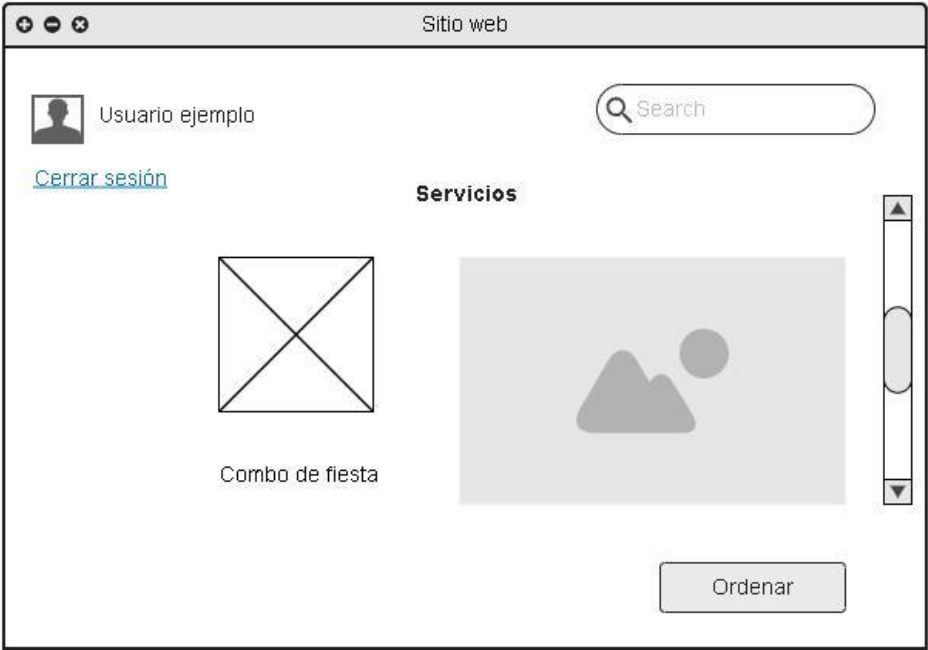 Sitio web
Usuario ejemplo
Search
Cerrar sesión
Servicios
Combo de fiesta
Ordenar